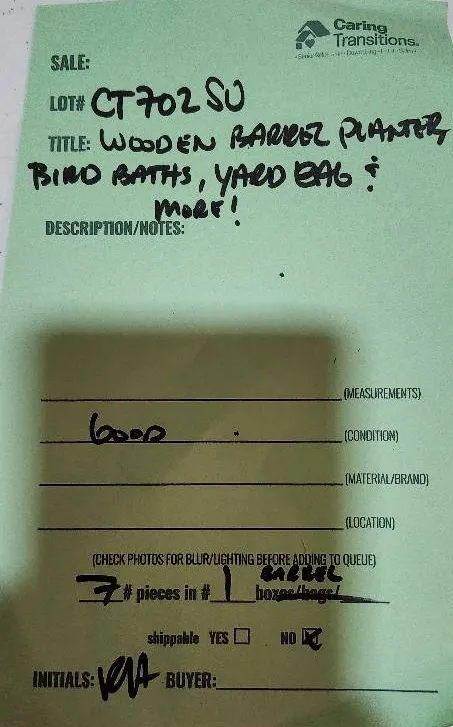 Caring
Transitions
SALE:
LOT# CT702SU
TITLE: WOODEN BARREL PLANTER,
BIRD BATHS, YARD BAG &
MORE!
DESCRIPTION/NOTES:
(MEASUREMENTS)
GOOD (CONDITION)
(MATERIAL/BRAND)
(LOCATION)
(CHECK PHOTOS FOR BLUR/LIGHTING BEFORE ADDING TO QUEUE)
BARREL
7 # pieces in # 1 boxes/bags/
shippable YES NO
INITIALS: BUYER: